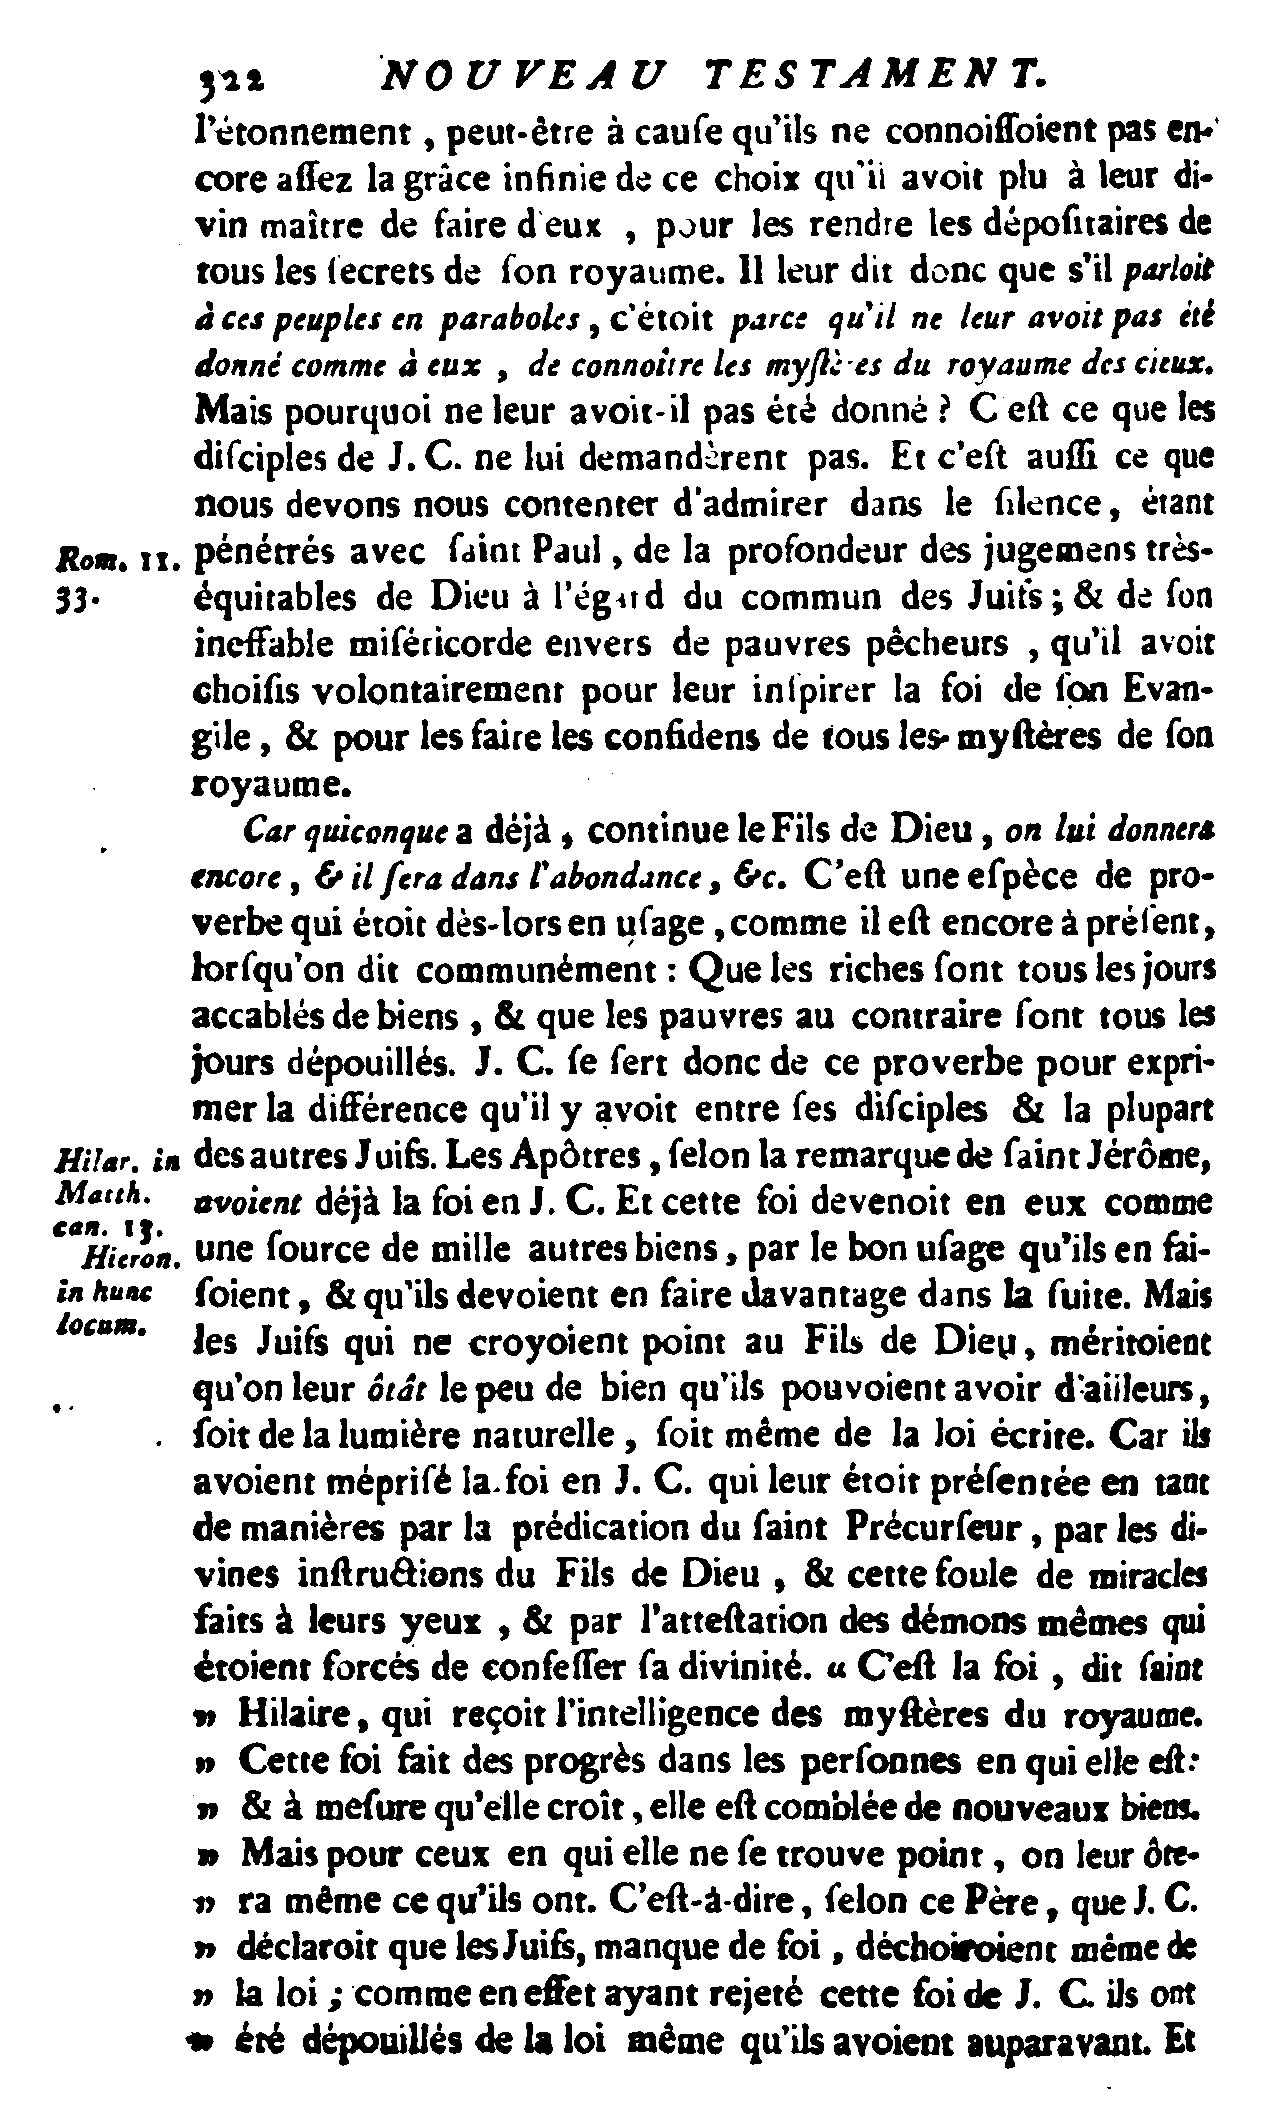 322 NOUVEAU TESTAMENT.
l'étonnement, peut-être à cauſe qu'ils ne connoiſſoient pas en-
core aſſez la grâce infinie de ce choix qu'il avoit plu à leur di-
vin maître de faire d'eux, pour les rendre les dépoſitaires de
tous les ſecrets de ſon royaume. Il leur dit donc que s'il parloit
à ces peuples en paraboles, c'étoit parce qu'il ne leur avoit pas été
donné comme à eux, de connoître les myſtères du royaume des cieux.
Mais pourquoi ne leur avoit-il pas été donné ? C'eſt ce que les
diſciples de J. C. ne lui demandèrent pas. Et c'eſt auſſi ce que
nous devons nous contenter d'admirer dans le ſilence, étant
Rom. 11. pénétrés avec ſaint Paul, de la profondeur des jugemens très-
33. équitables de Dieu à l'égard du commun des Juifs ; & de ſon
ineffable miſéricorde envers de pauvres pêcheurs, qu'il avoit
choiſis volontairement pour leur inſpirer la foi de ſon Evan-
gile, & pour les faire les confidens de tous les myſtères de ſon
royaume.
Car quiconque a déjà, continue le Fils de Dieu, on lui donnera
encore, & il ſera dans l'abondance, &c. C'eſt une eſpèce de pro-
verbe qui étoit dès-lors en uſage, comme il eſt encore à préſent,
lorſqu'on dit communément : Que les riches ſont tous les jours
accablés de biens, & que les pauvres au contraire ſont tous les
jours dépouillés. J. C. ſe ſert donc de ce proverbe pour expri-
mer la différence qu'il y avoit entre ſes diſciples & la plupart
Hilar. in des autres Juifs. Les Apôtres, ſelon la remarque de ſaint Jérôme,
Matth. avoient déjà la foi en J. C. Et cette foi devenoit en eux comme
can. 13.
Hieron. une ſource de mille autres biens, par le bon uſage qu'ils en fai-
in hunc ſoient, & qu'ils devoient en faire davantage dans la ſuite. Mais
locum. les Juifs qui ne croyoient point au Fils de Dieu, méritoient
qu'on leur ôtât le peu de bien qu'ils pouvoient avoir d'ailleurs,
ſoit de la lumière naturelle, ſoit même de la loi écrite. Car ils
avoient mépriſé la foi en J. C. qui leur étoit préſentée en tant
de manières par la prédication du ſaint Précurſeur, par les di-
vines inſtructions du Fils de Dieu, & cette foule de miracles
faits à leurs yeux, & par l'atteſtation des démons mêmes qui
étoient forcés de confeſſer ſa divinité. « C'eſt la foi, dit ſaint
» Hilaire, qui reçoit l'intelligence des myſtères du royaume.
» Cette foi fait des progrès dans les perſonnes en qui elle eſt :
» & à meſure qu'elle croît, elle eſt comblée de nouveaux biens.
» Mais pour ceux en qui elle ne ſe trouve point, on leur ôte-
» ra même ce qu'ils ont. C'eſt-à-dire, ſelon ce Père, que J. C.
» déclaroit que les Juifs, manque de foi, déchoiroient même de
» la loi ; comme en effet ayant rejeté cette foi de J. C. ils ont
» été dépouillés de la loi même qu'ils avoient auparavant. Et